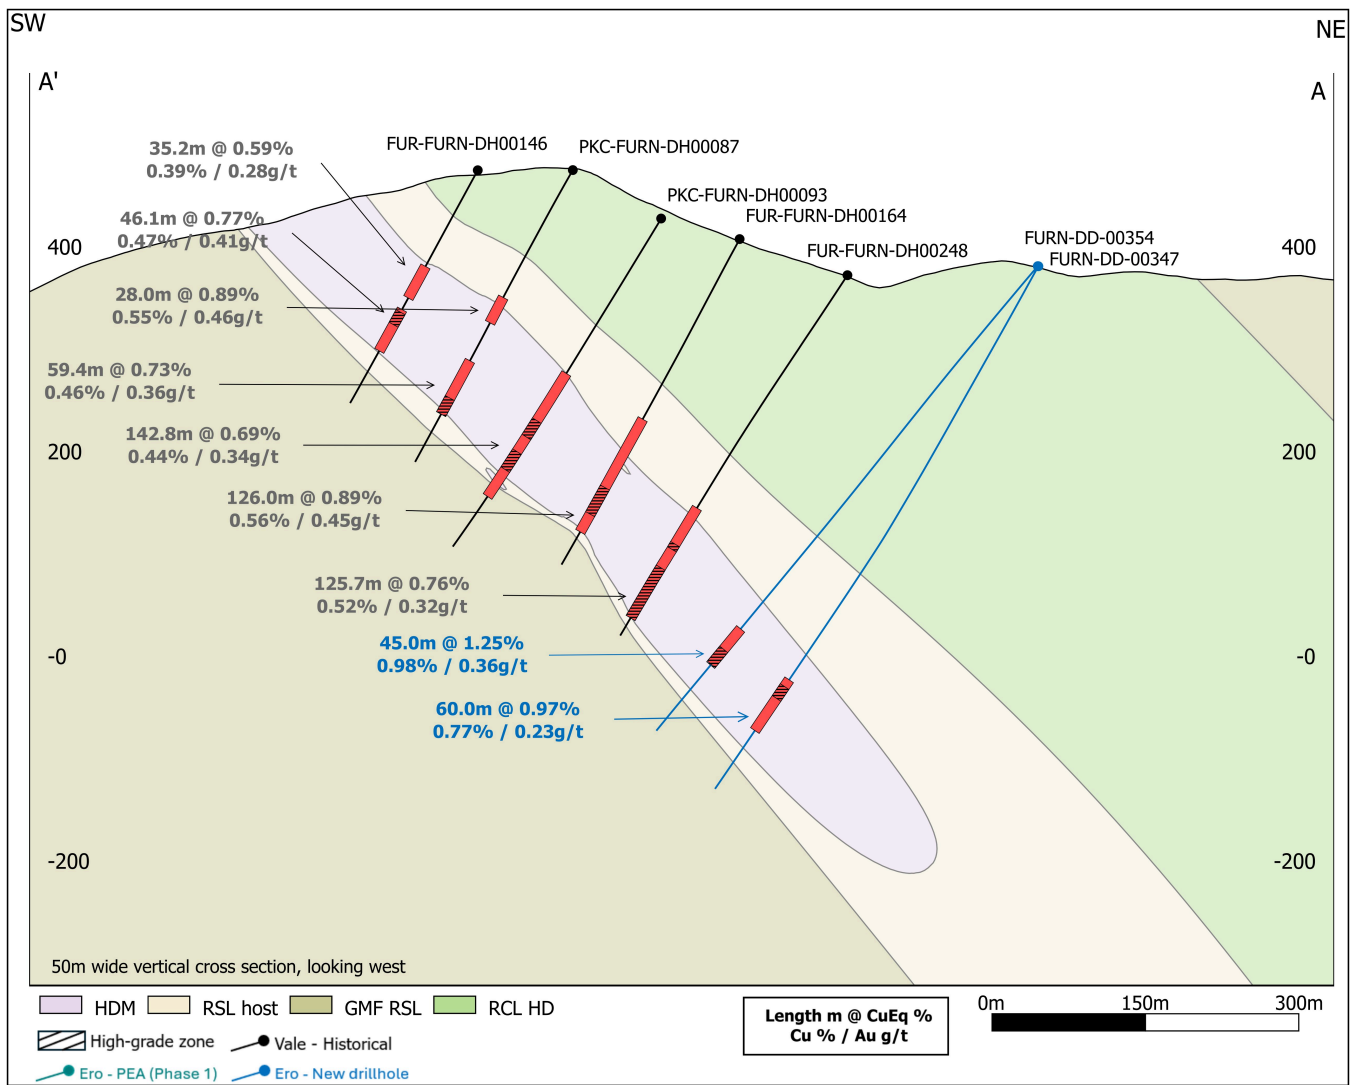 SW
NE
A'
A
FUR-FURN-DH00146
PKC-FURN-DH00087
35.2m @ 0.59%
0.39% / 0.28g/t
PKC-FURN-DH00093
FUR-FURN-DH00164
46.1m @ 0.77%
0.47% / 0.41g/t
FUR-FURN-DH00248
FURN-DD-00354
FURN-DD-00347
400
400
28.0m @ 0.89%
0.55% / 0.46g/t
59.4m @ 0.73%
0.46% / 0.36g/t
142.8m @ 0.69%
0.44% / 0.34g/t
200
200
126.0m @ 0.89%
0.56% / 0.45g/t
125.7m @ 0.76%
0.52% / 0.32g/t
45.0m @ 1.25%
0.98% / 0.36g/t
-0
-0
60.0m @ 0.97%
0.77% / 0.23g/t
-200
-200
50m wide vertical cross section, looking west
HDM
RSL host
GMF RSL
RCL HD
High-grade zone
Vale - Historical
Ero - PEA (Phase 1)
Ero - New drillhole
Length m @ CuEq %
Cu % / Au g/t
0m
150m
300m